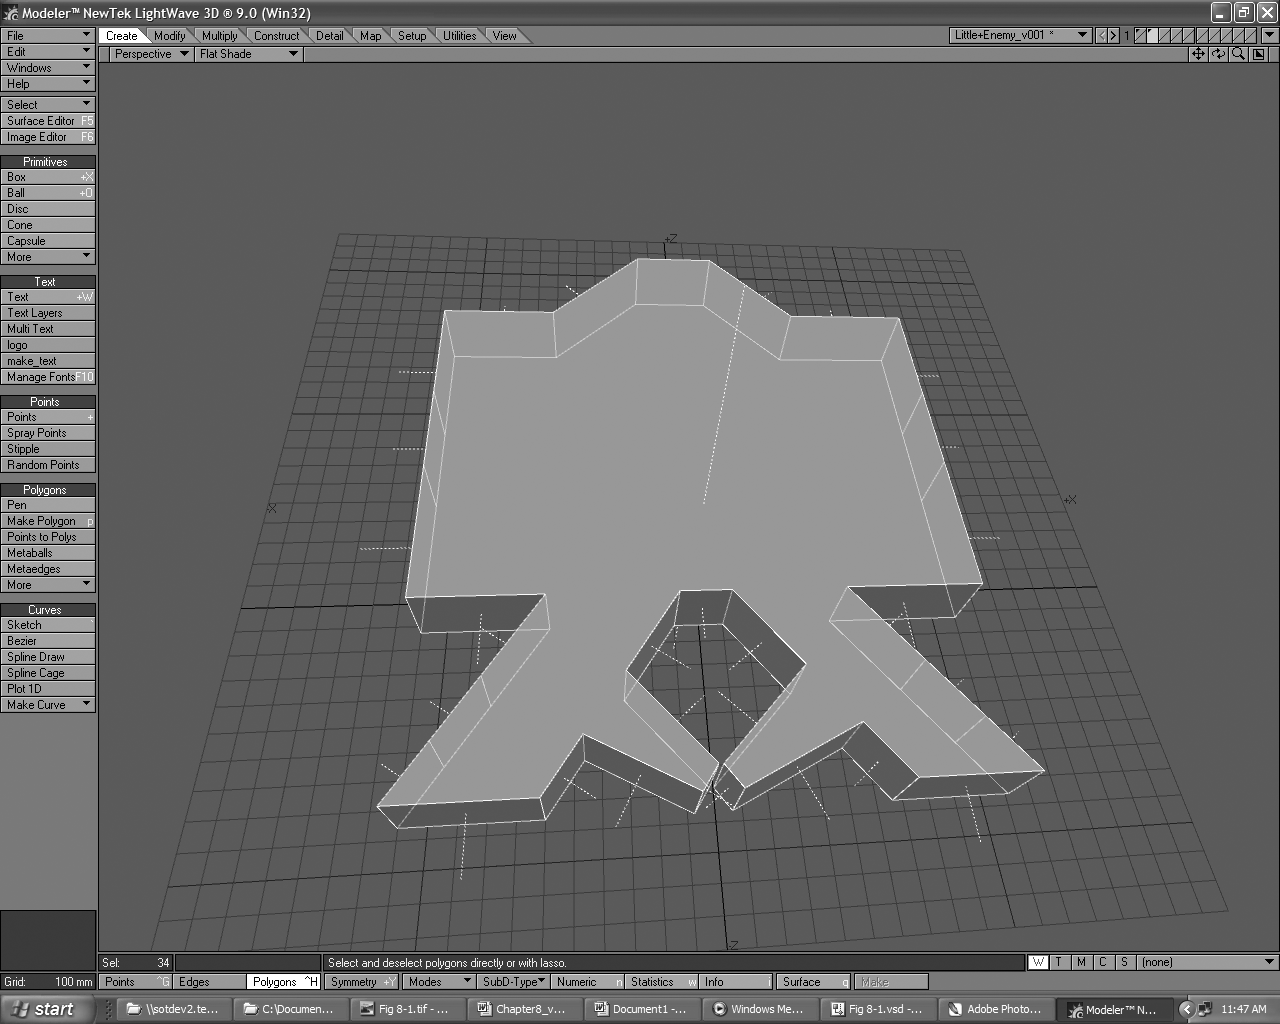 Modeler™ NewTek LightWave 3D ® 9.0 (Win32)
File
Edit
Windows
Help
Select
Surface Editor F5
Image Editor F6
Primitives
Box +X
Ball +O
Disc
Cone
Capsule
More
Text
Text +W
Text Layers
Multi Text
logo
make_text
Manage Fonts F10
Points
Points +
Spray Points
Stipple
Random Points
Polygons
Pen
Make Polygon p
Points to Polys
Metaballs
Metaedges
More
Curves
Sketch `
Bezier
Spline Draw
Spline Cage
Plot 1D
Make Curve
Create Modify Multiply Construct Detail Map Setup Utilities View
Little+Enemy_v001 * < > 1
Perspective Flat Shade
+Z
X
+X
-Z
Sel: 34 Select and deselect polygons directly or with lasso. W T M C S (none)
Grid: 100 mm Points ^G Edges Polygons ^H Symmetry +Y Modes SubD-Type Numeric n Statistics w Info i Surface q Make
start \\sotdev2.te... C:\Documen... Fig 8-1.tif - ... Chapter8_v... Document1 -... Windows Me... Fig 8-1.vsd -... Adobe Photo... Modeler™ N... 11:47 AM